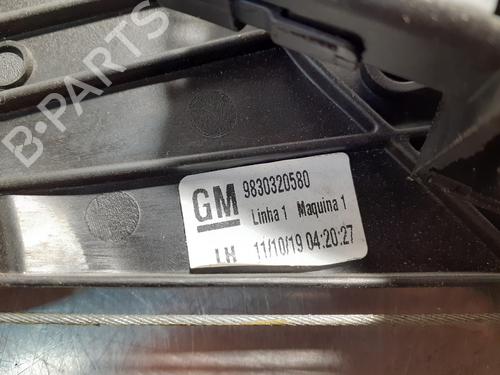 B-PARTS
GM 9830320580
Linha 1 Maquina 1
LH 11/10/19 04:20:27